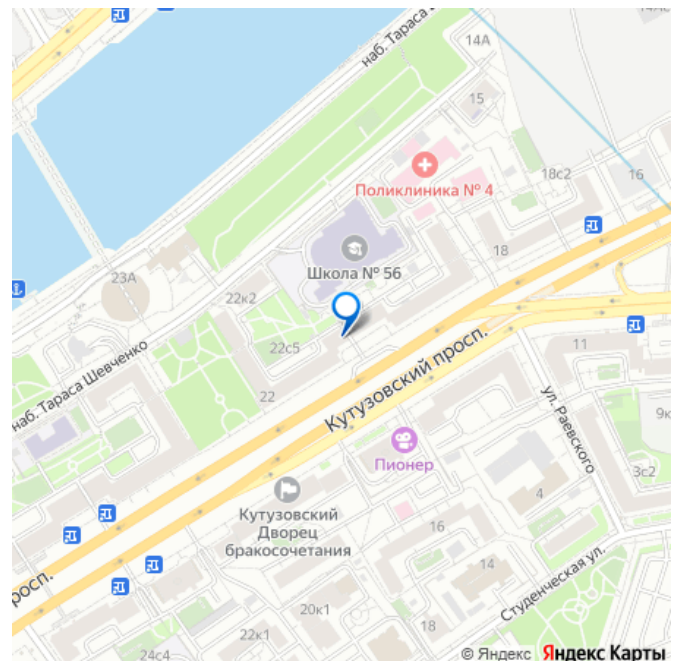 14А
наб. Тараса
15
18с2
16
Поликлиника № 4
18
Школа № 56
23А
22к2
22с5
наб. Тараса Шевченко
22
Кутузовский просп.
11
ул. Раевского
9к
Пионер
3с2
4
Кутузовский
Дворец
бракосочетания
16
14
Студенческая ул.
просп.
20к1
18
22к1
24с4
© Яндекс Яндекс Карты